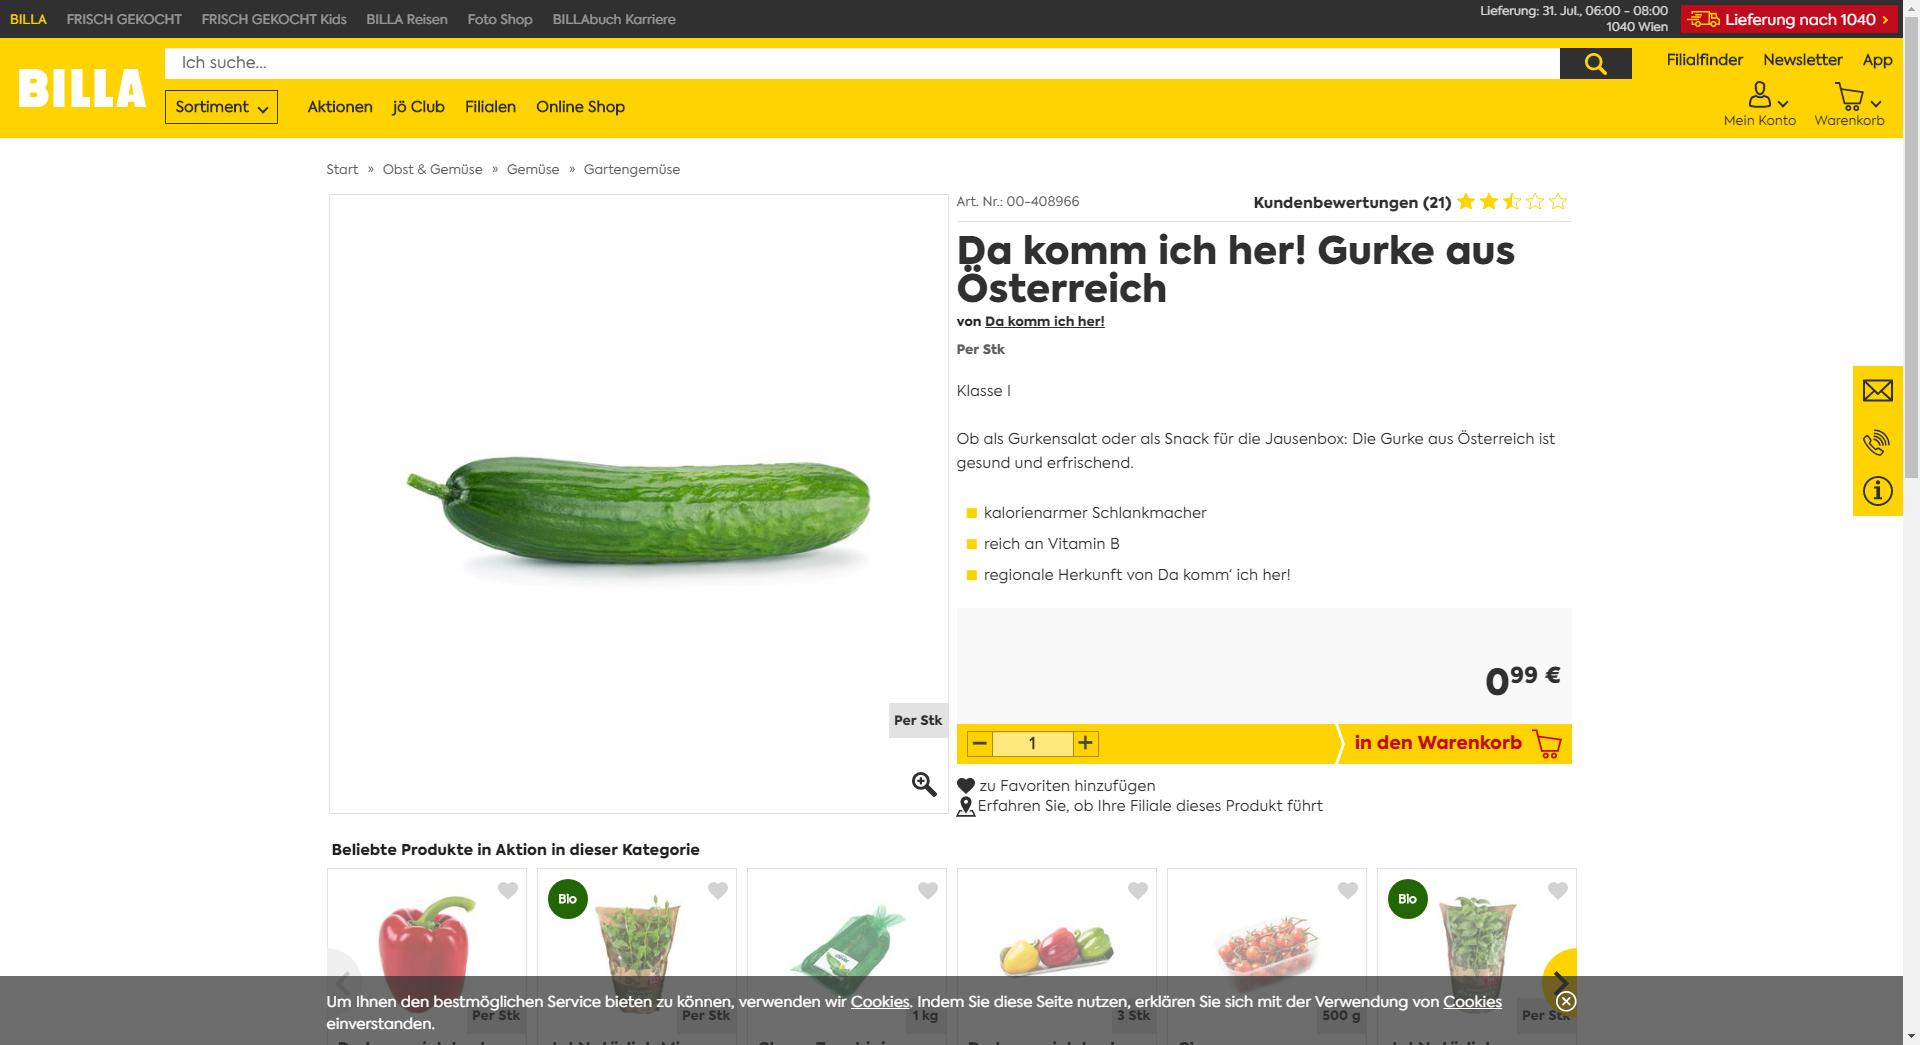 BILLA FRISCH GEKOCHT FRISCH GEKOCHT Kids BILLA Reisen Foto Shop BILLAbuch Karriere
Lieferung: 31. Jul., 06:00 - 08:00
1040 Wien
Lieferung nach 1040
BILLA
Ich suche...
Filialfinder Newsletter App
Sortiment Aktionen jö Club Filialen Online Shop
Mein Konto Warenkorb
Start » Obst & Gemüse » Gemüse » Gartengemüse
Art. Nr.: 00-408966
Kundenbewertungen (21)
Da komm ich her! Gurke aus
Österreich
von Da komm ich her!
Per Stk
Klasse I
Ob als Gurkensalat oder als Snack für die Jausenbox: Die Gurke aus Österreich ist
gesund und erfrischend.
kalorienarmer Schlankmacher
reich an Vitamin B
regionale Herkunft von Da komm‘ ich her!
0 99 €
Per Stk
1
in den Warenkorb
zu Favoriten hinzufügen
Erfahren Sie, ob Ihre Filiale dieses Produkt führt
Beliebte Produkte in Aktion in dieser Kategorie
Bio
Bio
Um Ihnen den bestmöglichen Service bieten zu können, verwenden wir Cookies. Indem Sie diese Seite nutzen, erklären Sie sich mit der Verwendung von Cookies
einverstanden.
Per Stk Per Stk 1 kg 3 Stk 500 g Per Stk